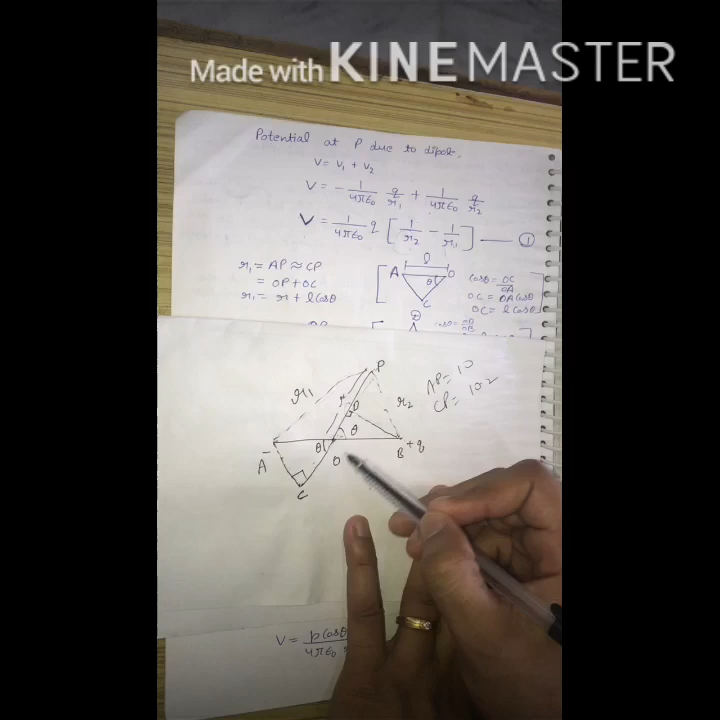 Made with KINEMASTER
Potential at P due to dipole,
V = V₁ + V₂
V = - 1/4πε₀ q/r₁ + 1/4πε₀ q/r₂
V = 1/4πε₀ q [ 1/r₂ - 1/r₁ ] —— ①
r₁ = AP ≈ CP
= OP + OC
r₁ = r + l cosθ
l
A O
θ
C
cosθ = OC/OA
OC = OA cosθ
OC = l cosθ
D
P
AP = 10
CP = 10.2
r₁ r r₂
D
θ θ
A - O B +q
C
V = p cosθ / 4πε₀